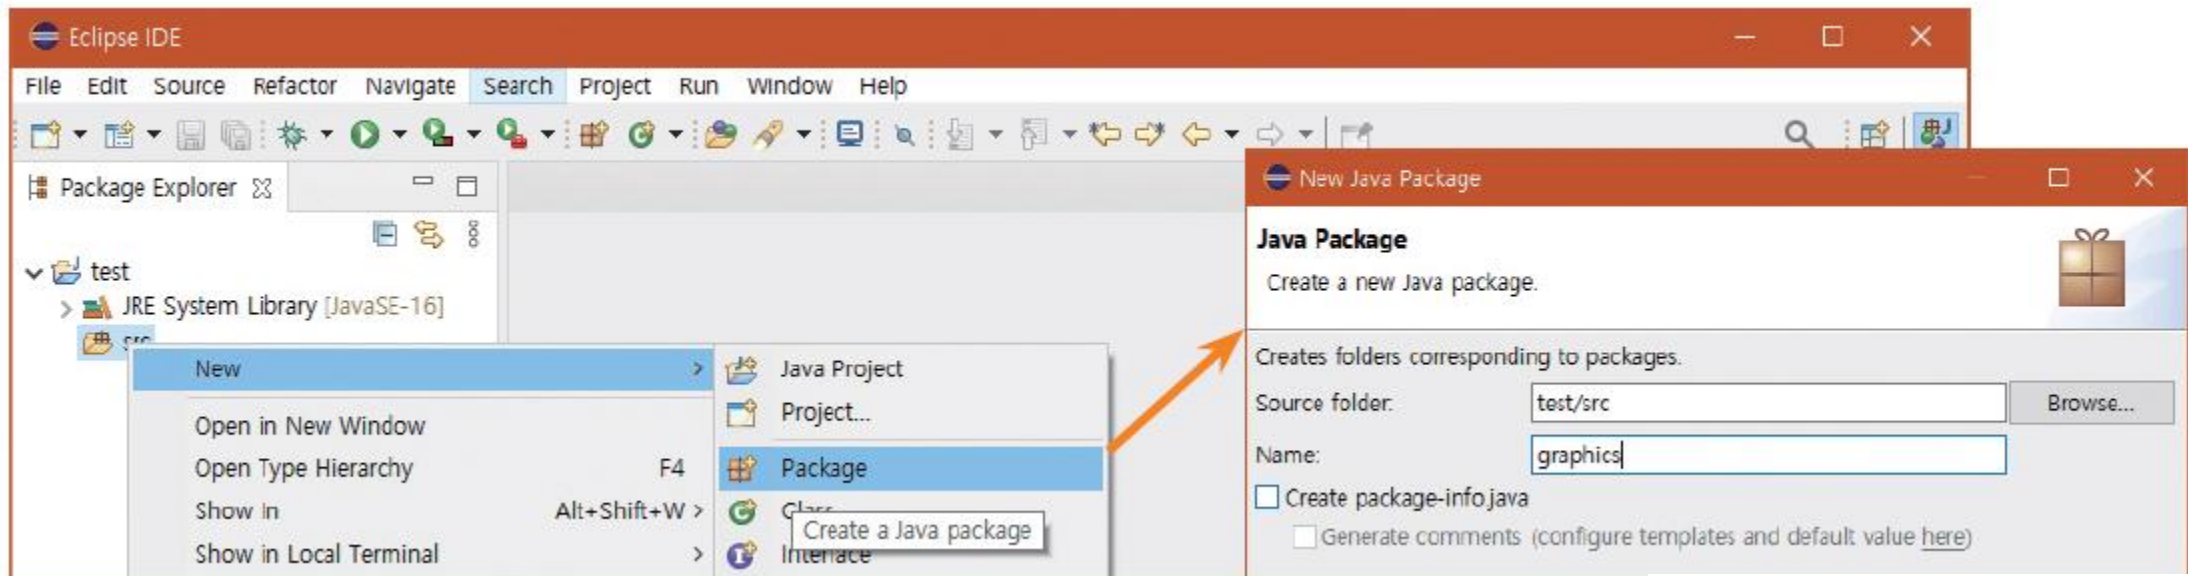 Eclipse IDE
File Edit Source Refactor Navigate Search Project Run Window Help
Package Explorer
test
JRE System Library [JavaSE-16]
src
New
Open in New Window
Open Type Hierarchy F4
Show In Alt+Shift+W >
Show in Local Terminal
Java Project
Project...
Package
Class
Create a Java package
Interface
New Java Package
Java Package
Create a new Java package.
Creates folders corresponding to packages.
Source folder: test/src Browse...
Name: graphics
Create package-info.java
Generate comments (configure templates and default value here)